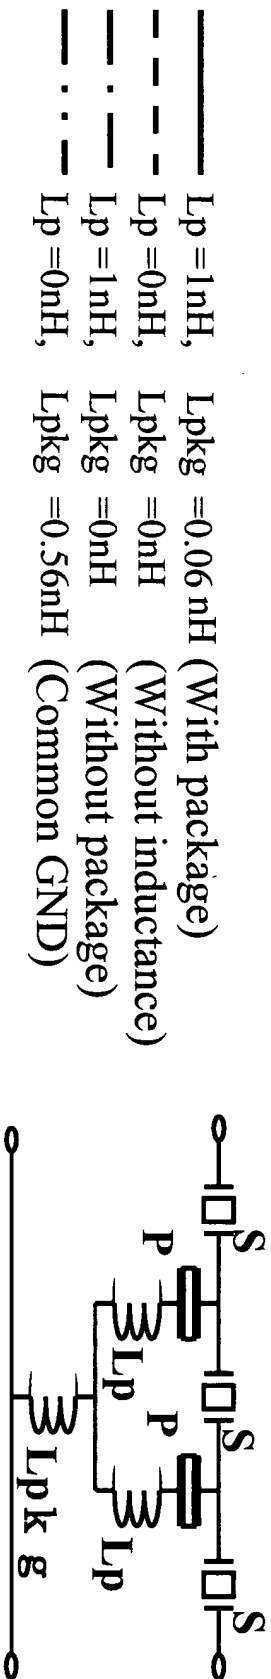 Lp =1nH, Lpkg =0.06 nH (With package)
Lp =0nH, Lpkg =0nH (Without inductance)
Lp =1nH, Lpkg =0nH (Without package)
Lp =0nH, Lpkg =0.56nH (Common GND)
S S S
P P
Lp Lp
Lpkg